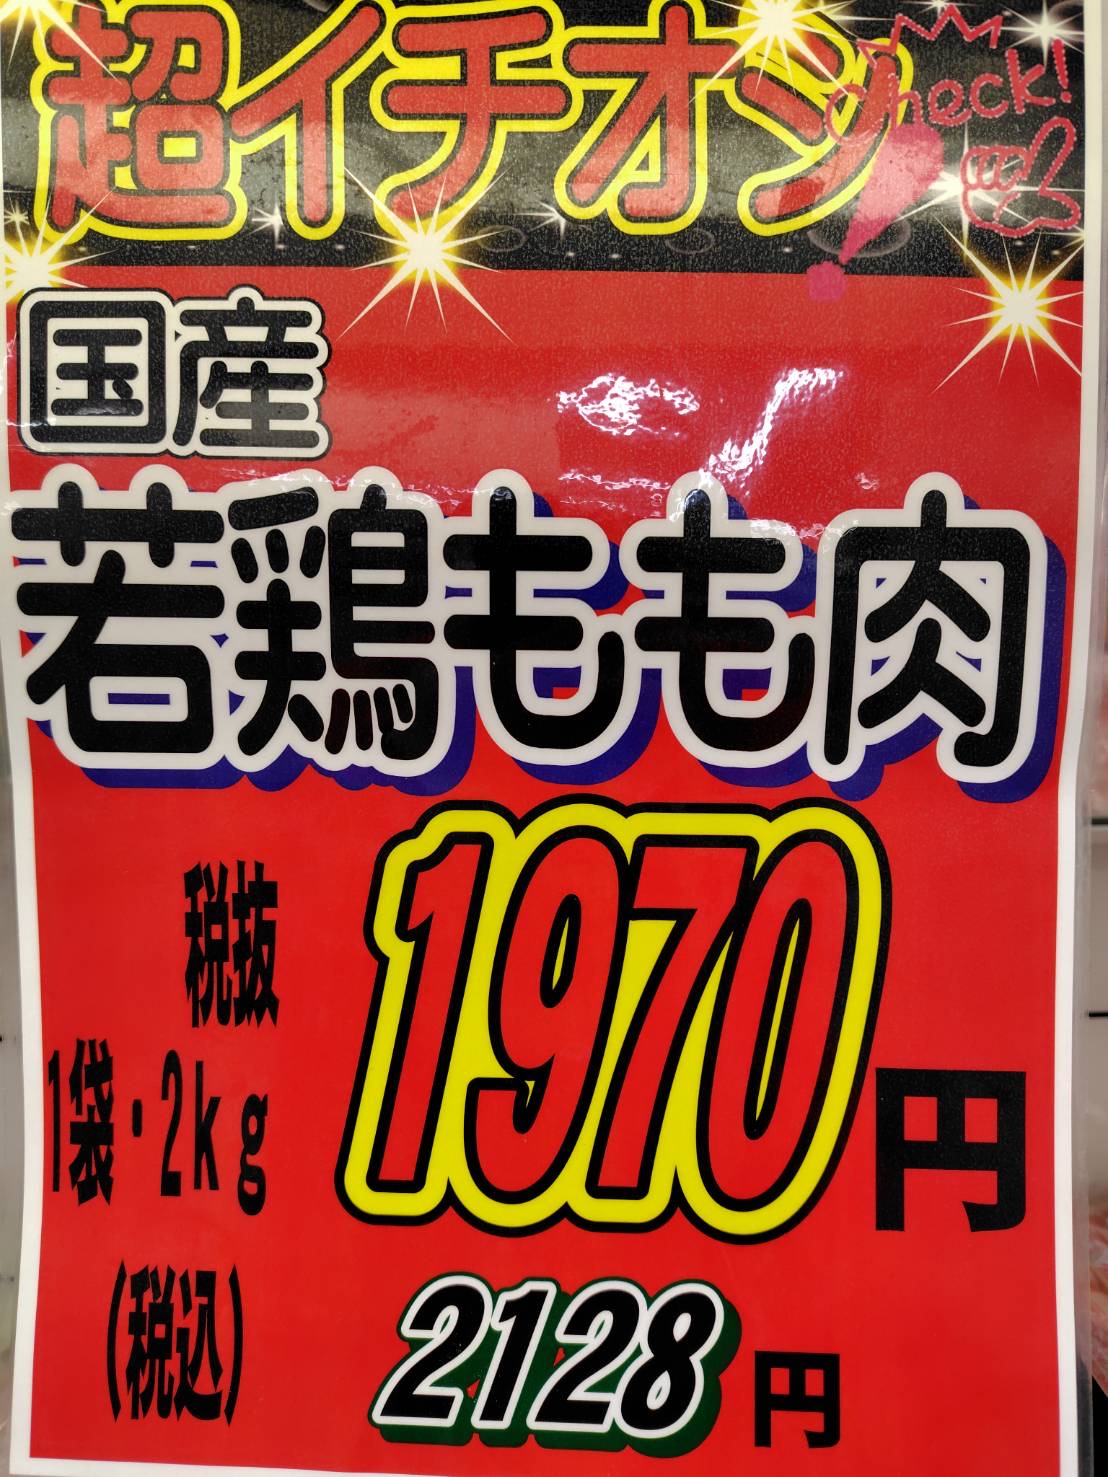 超イチオシ
check!
国産
若鶏もも肉
税抜
1袋・2kg
1970円
(税込)
2128円